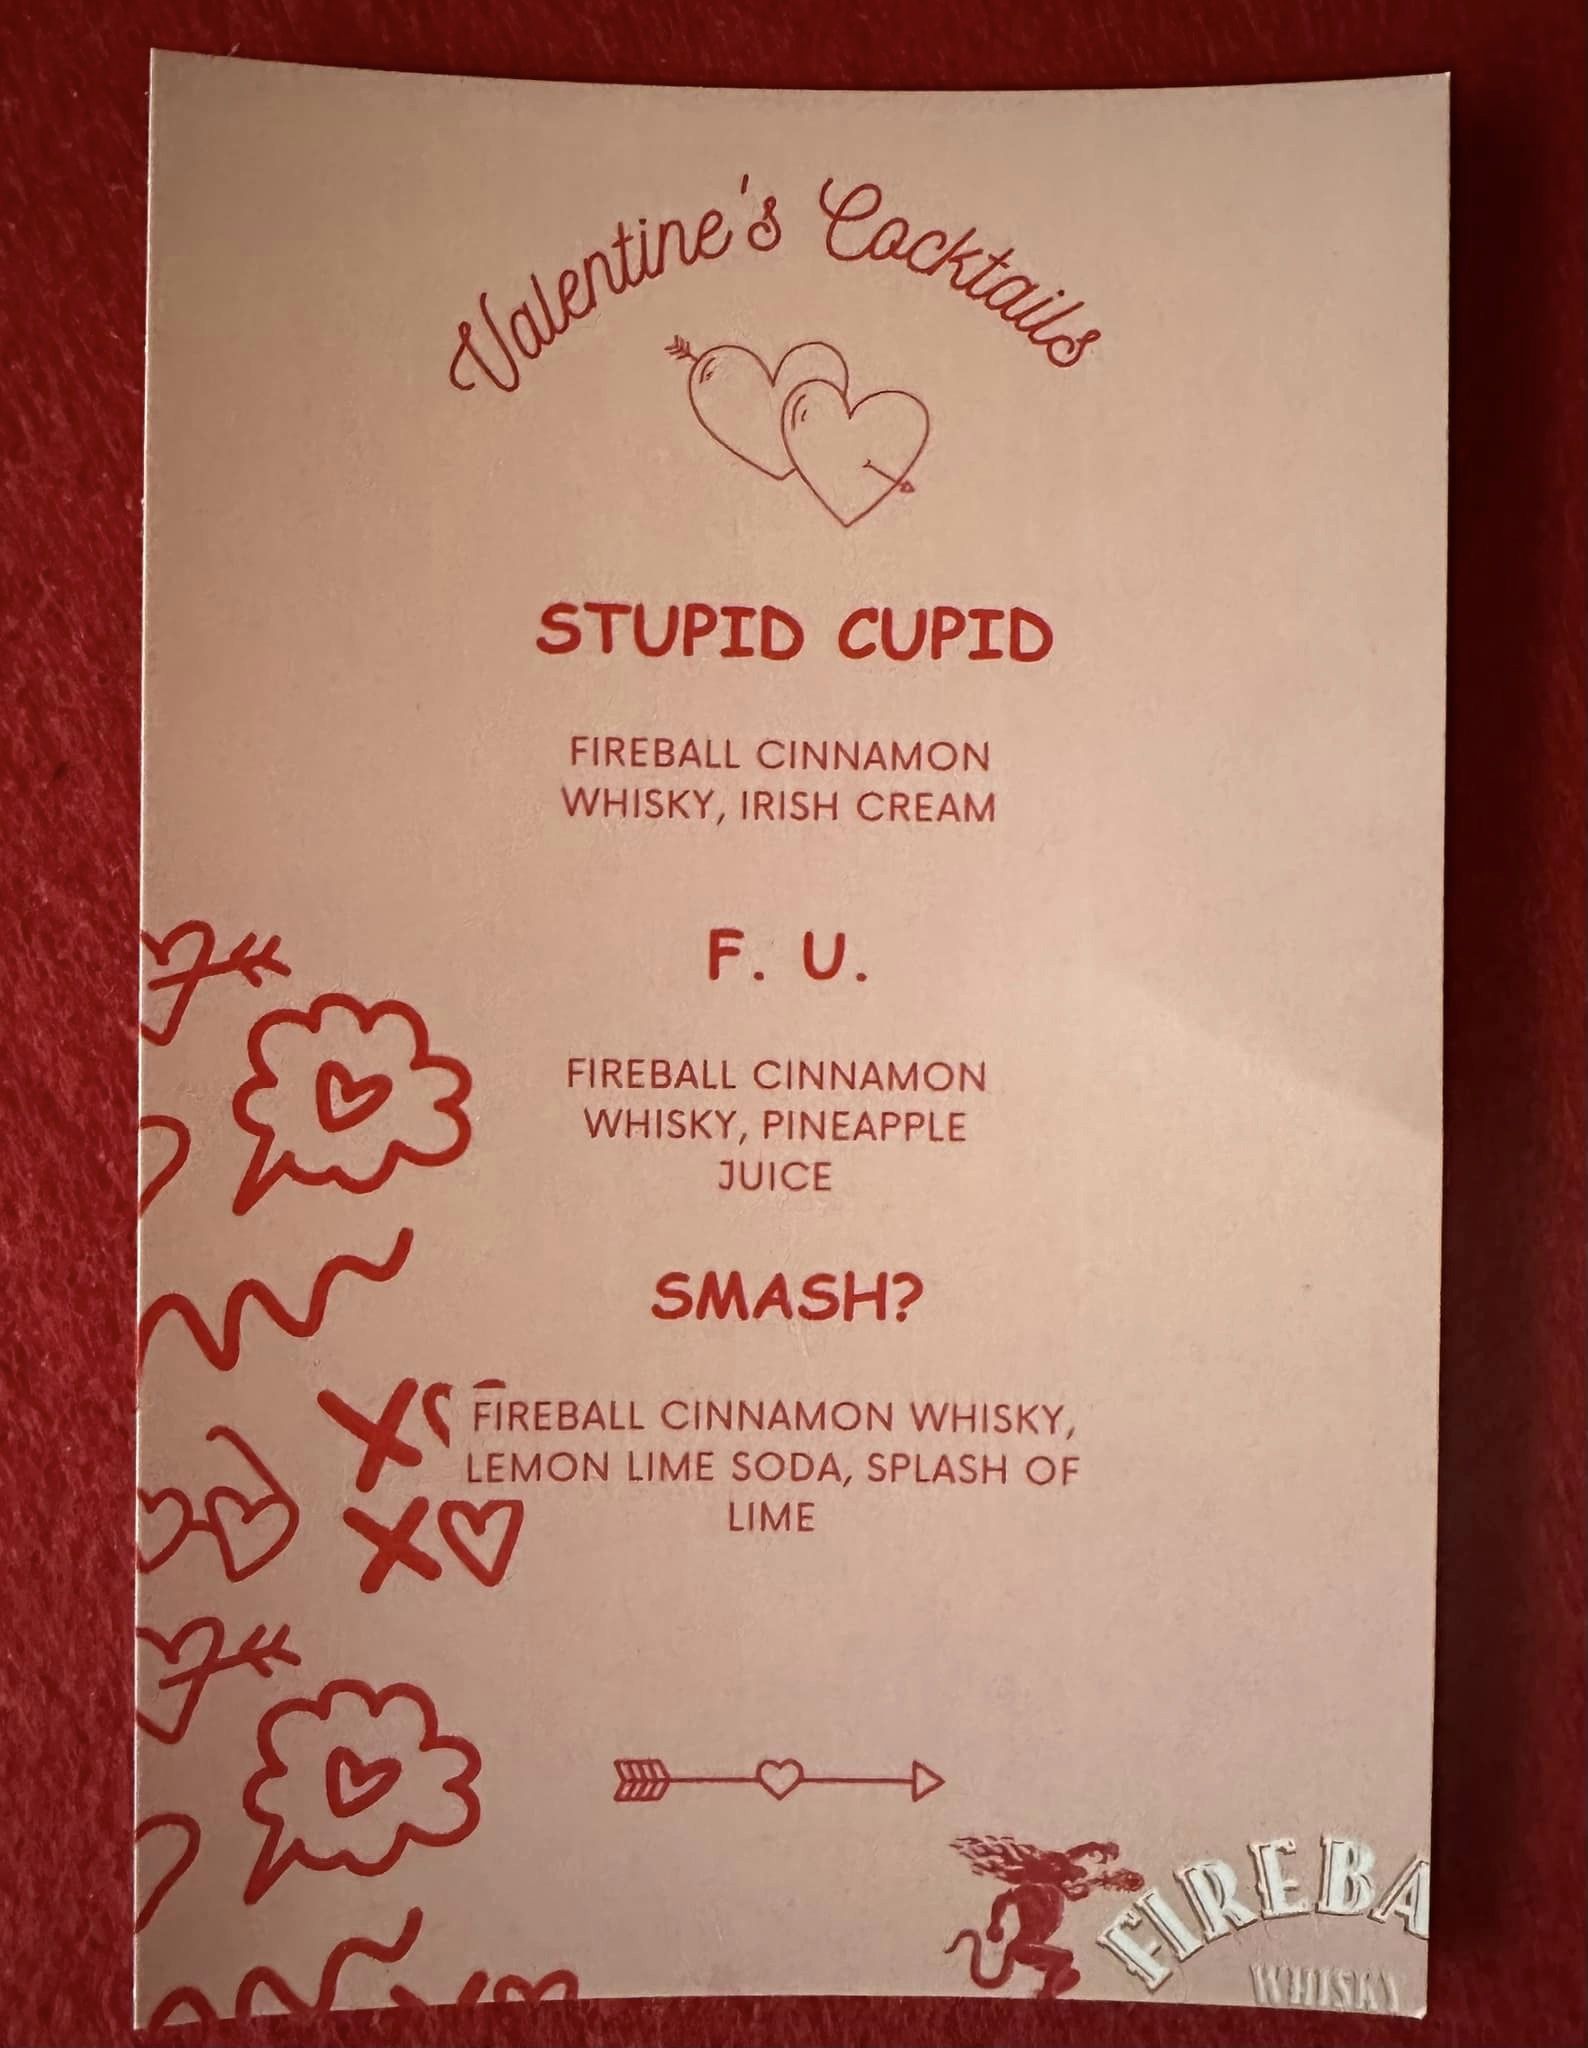 Valentine's Cocktails
STUPID CUPID
FIREBALL CINNAMON
WHISKY, IRISH CREAM
F. U.
FIREBALL CINNAMON
WHISKY, PINEAPPLE
JUICE
SMASH?
FIREBALL CINNAMON WHISKY,
LEMON LIME SODA, SPLASH OF
LIME
X
X
FIREBA
WHISKY